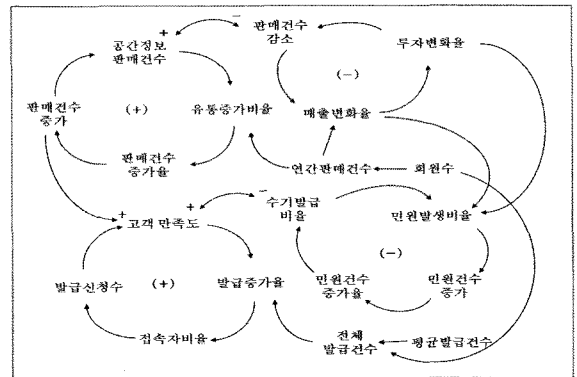 판매건수
감소
투자변화율
공간정보
판매건수
+
−
(−)
판매건수
증가
(+)
유통증가비율
매출변화율
판매건수
증가율
연간판매건수
회원수
+
고객 만족도
+
−
수기발급
비율
민원발생비율
(−)
발급신청수
(+)
발급증가율
민원건수
증가율
민원건수
증가
접속자비율
전체
발급건수
평균발급건수